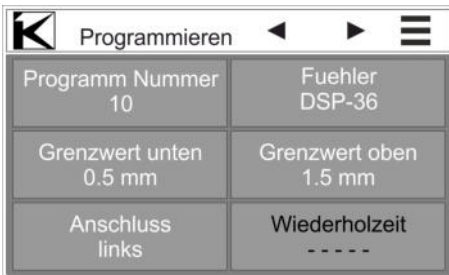 K
Programmieren
Programm Nummer
10
Fuehler
DSP-36
Grenzwert unten
0.5 mm
Grenzwert oben
1.5 mm
Anschluss
links
Wiederholzeit
- - - - -